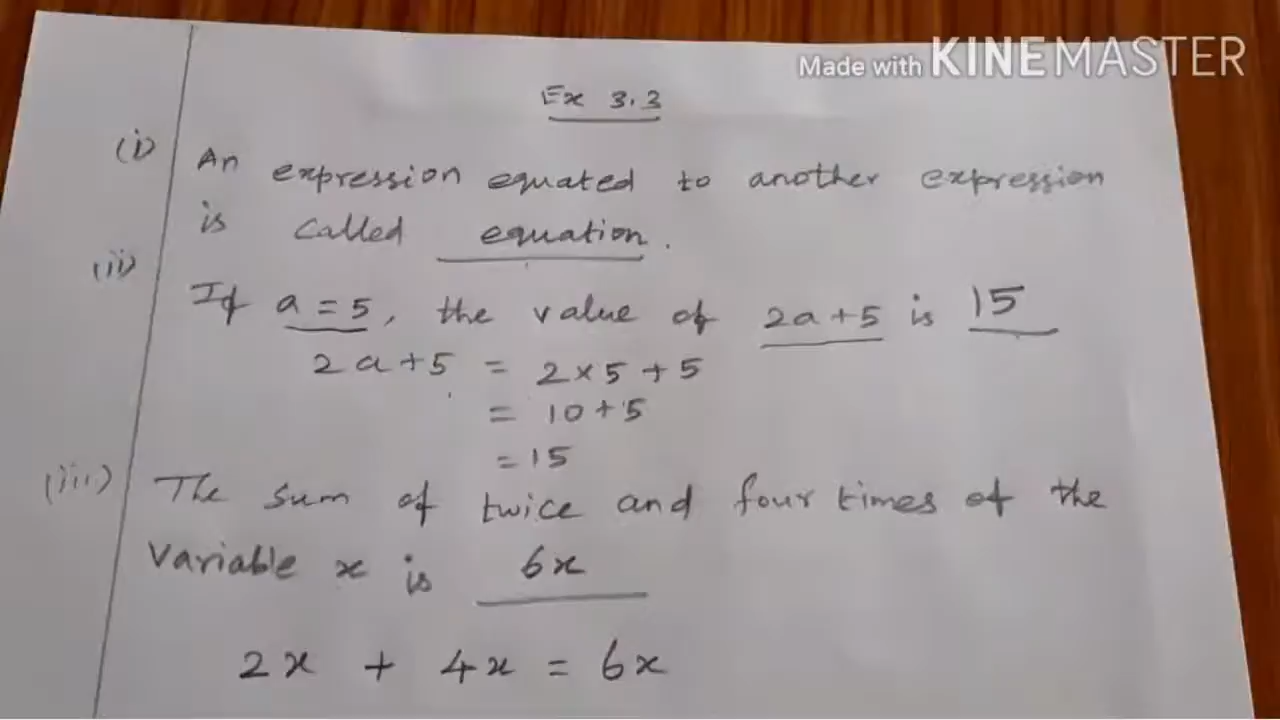 Made with KINEMASTER
Ex 3.3
(i) An expression equated to another expression
is called equation.
(ii) If a = 5, the value of 2a+5 is 15
2a+5 = 2×5+5
= 10+5
= 15
(iii) The sum of twice and four times of the
variable x is 6x
2x + 4x = 6x